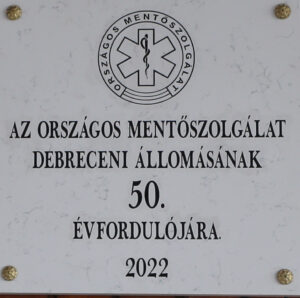 ORSZÁGOS MENTŐSZOLGÁLAT
AZ ORSZÁGOS MENTŐSZOLGÁLAT
DEBRECENI ÁLLOMÁSÁNAK
50.
ÉVFORDULÓJÁRA.
2022